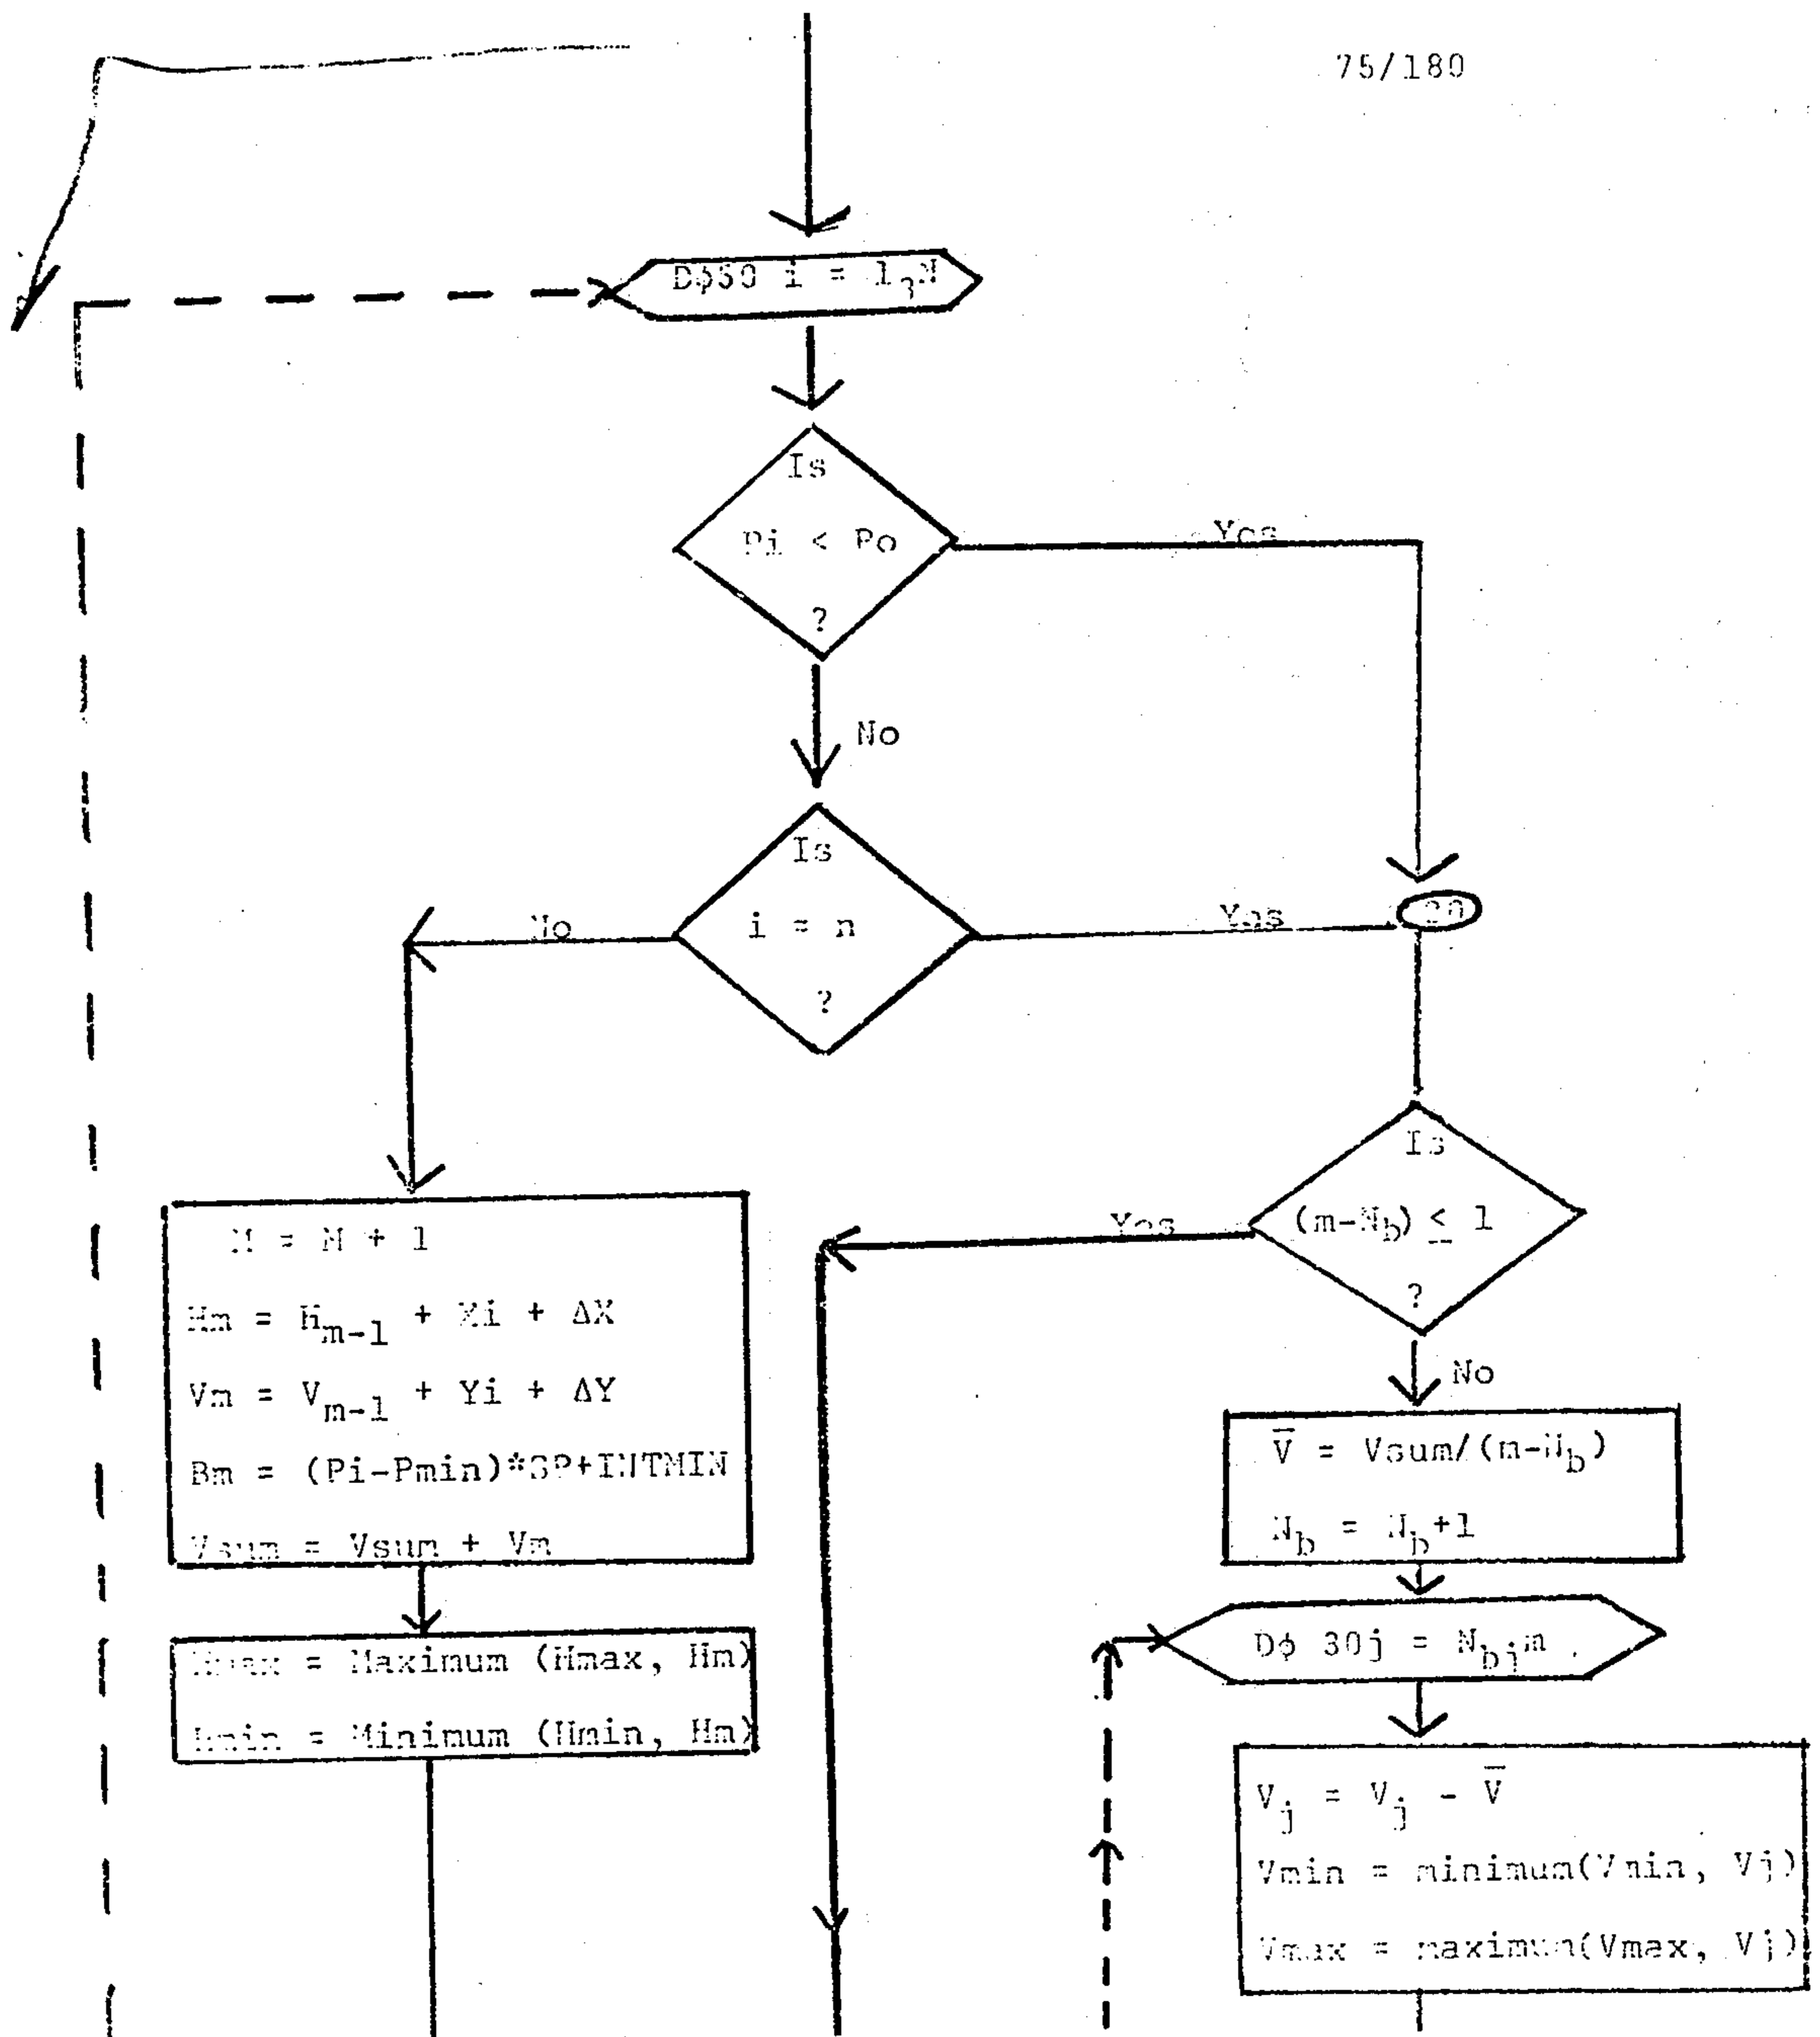 75/180
Dφ50 i = 1,N
Is
Pi < Po
?
Yes
No
Is
i = n
?
No
Yes
20
Is
(m-Nb) ≤ 1
?
Yes
No
M = M + 1
Hm = Hm-1 + Xi + ΔX
Vm = Vm-1 + Yi + ΔY
Bm = (Pi-Pmin)*SP+INTMIN
Vsum = Vsum + Vm
Hmax = Maximum (Hmax, Hm)
Hmin = Minimum (Hmin, Hm)
V̅ = Vsum/(m-Nb)
Nb = Nb+1
Dφ 30j = Nb,m
Vj = Vj - V̅
Vmin = minimum(Vmin, Vj)
Vmax = maximum(Vmax, Vj)